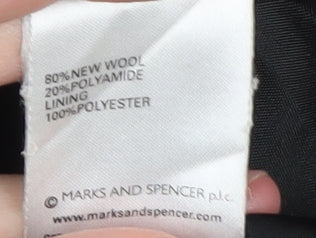 80%NEW WOOL
20%POLYAMIDE
LINING
100%POLYESTER
© MARKS AND SPENCER p.l.c.
www.marksandspencer.com